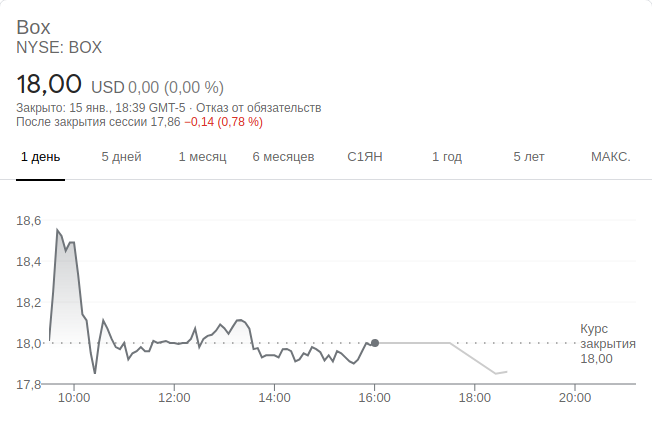 Box
NYSE: BOX
18,00 USD 0,00 (0,00 %)
Закрыто: 15 янв., 18:39 GMT-5 · Отказ от обязательств
После закрытия сессии 17,86 −0,14 (0,78 %)
1 день 5 дней 1 месяц 6 месяцев С1ЯН 1 год 5 лет МАКС.
18,6
18,4
18,2
18,0
17,8
Курс
закрытия
18,00
10:00 12:00 14:00 16:00 18:00 20:00